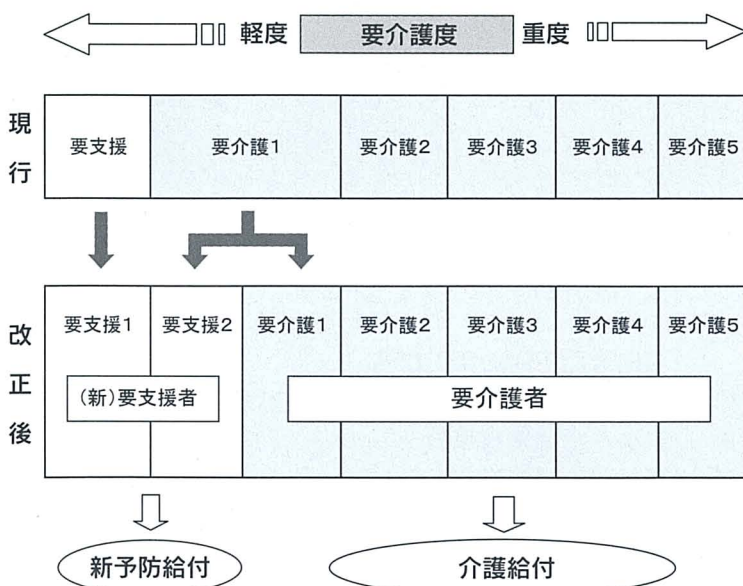 軽度 要介護度 重度
現行
要支援 要介護1 要介護2 要介護3 要介護4 要介護5
改正後
要支援1 要支援2 要介護1 要介護2 要介護3 要介護4 要介護5
(新)要支援者 要介護者
新予防給付 介護給付